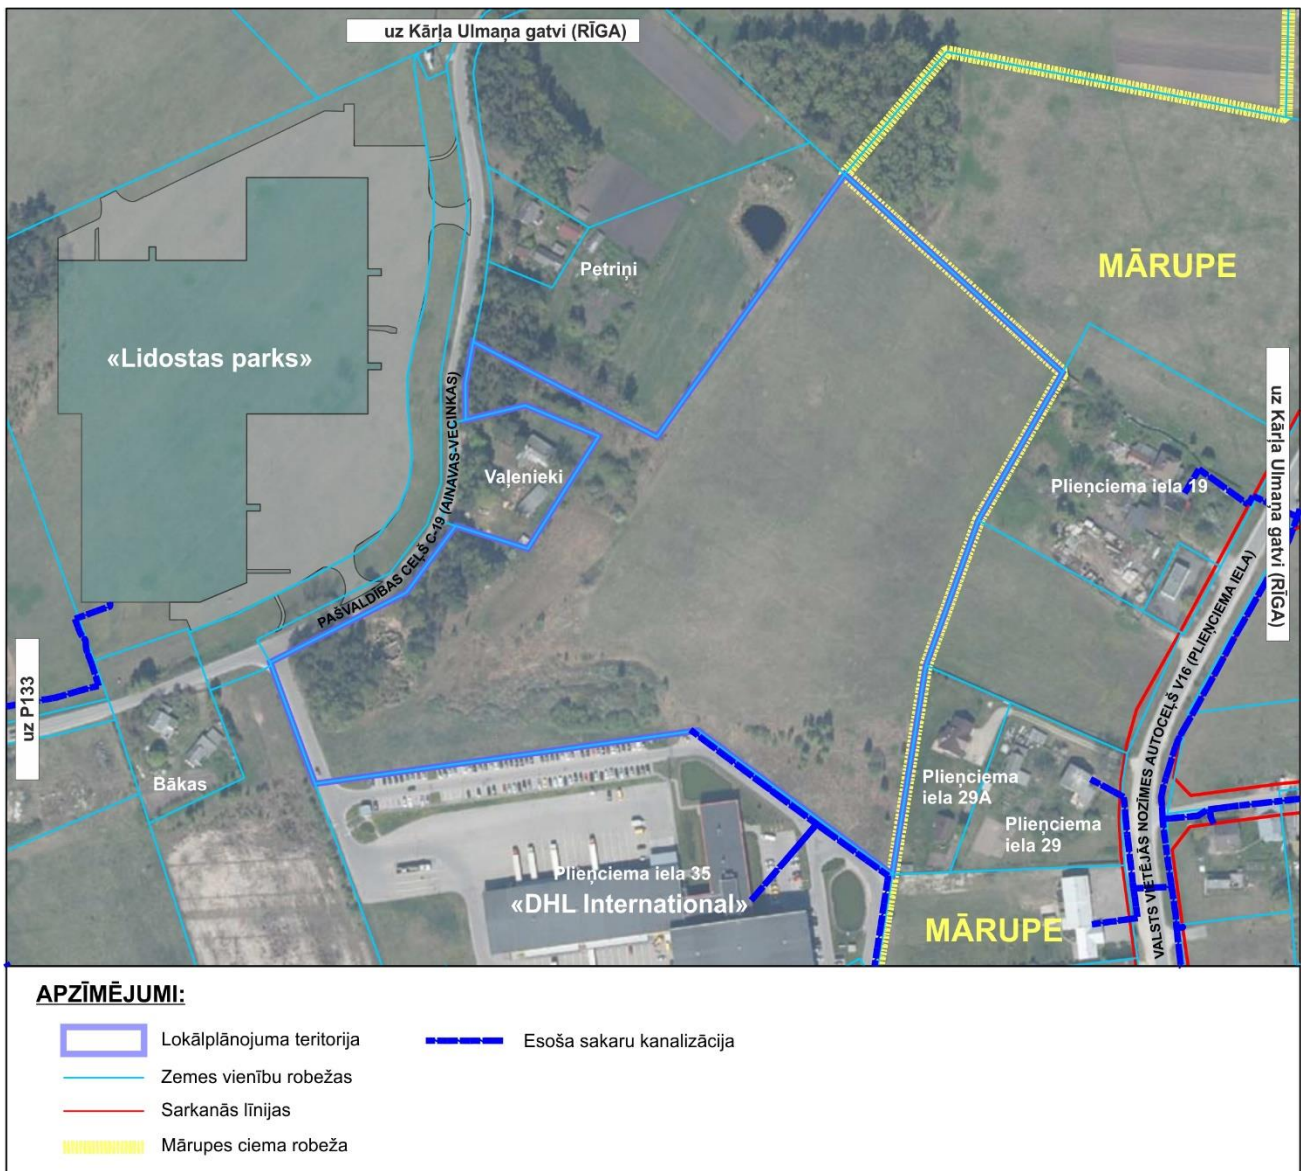 uz Kārļa Ulmaņa gatvi (RĪGA)
MĀRUPE
Petriņi
«Lidostas parks»
uz Kārļa Ulmaņa gatvi (RĪGA)
PAŠVALDĪBAS CEĻŠ C-19 (AINAVAS-VECINKAS)
Vaļenieki
Plieņciema iela 19
VALSTS VIETĒJĀS NOZĪMES AUTOCEĻŠ V16 (PLIEŅCIEMA IELA)
uz P133
Bākas
Plieņciema
iela 29A
Plieņciema
iela 29
Plieņciema iela 35
«DHL International»
MĀRUPE
APZĪMĒJUMI:
Lokālplānojuma teritorija
Esoša sakaru kanalizācija
Zemes vienību robežas
Sarkanās līnijas
Mārupes ciema robeža